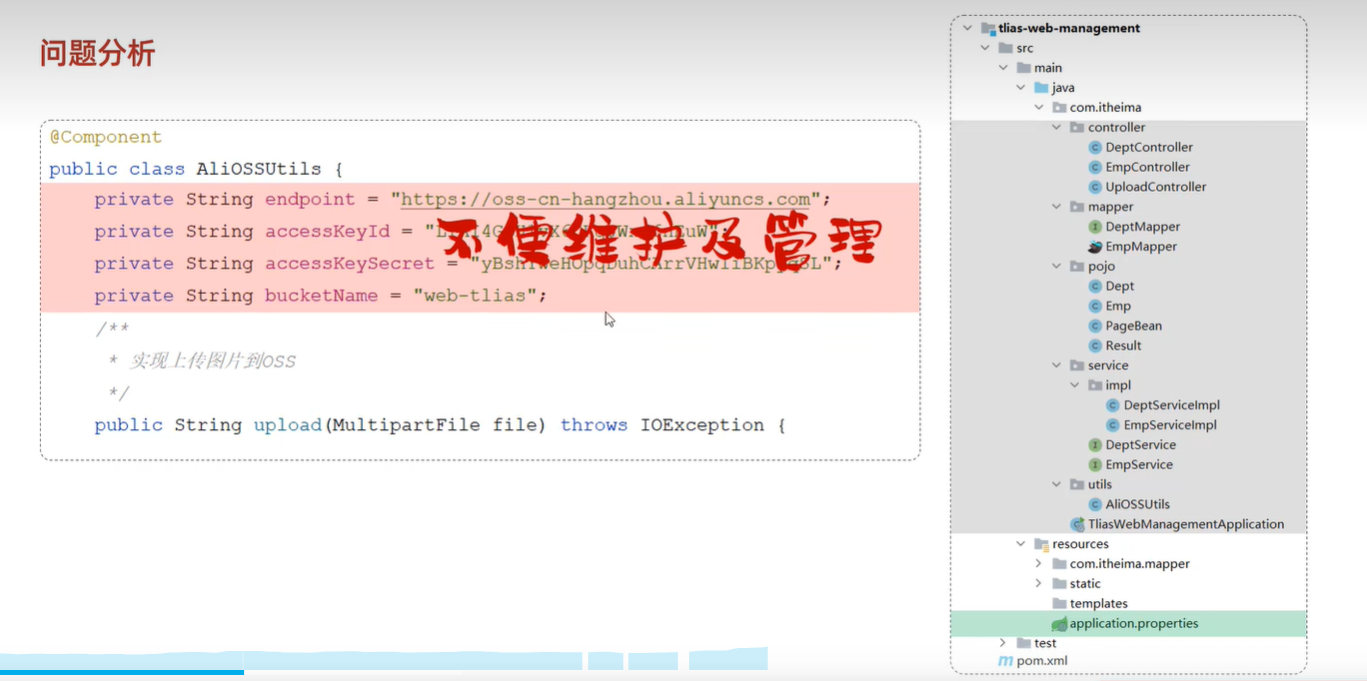 问题分析
@Component
public class AliOSSUtils {
private String endpoint = "https://oss-cn-hangzhou.aliyuncs.com";
private String accessKeyId = "
private String accessKeySecret = "
不便维护及管理
private String bucketName = "web-tlias";
/**
* 实现上传图片到OSS
*/
public String upload(MultipartFile file) throws IOException {
tlias-web-management
src
main
java
com.itheima
controller
DeptController
EmpController
UploadController
mapper
DeptMapper
EmpMapper
pojo
Dept
Emp
PageBean
Result
service
impl
DeptServiceImpl
EmpServiceImpl
DeptService
EmpService
utils
AliOSSUtils
TliasWebManagementApplication
resources
com.itheima.mapper
static
templates
application.properties
test
pom.xml